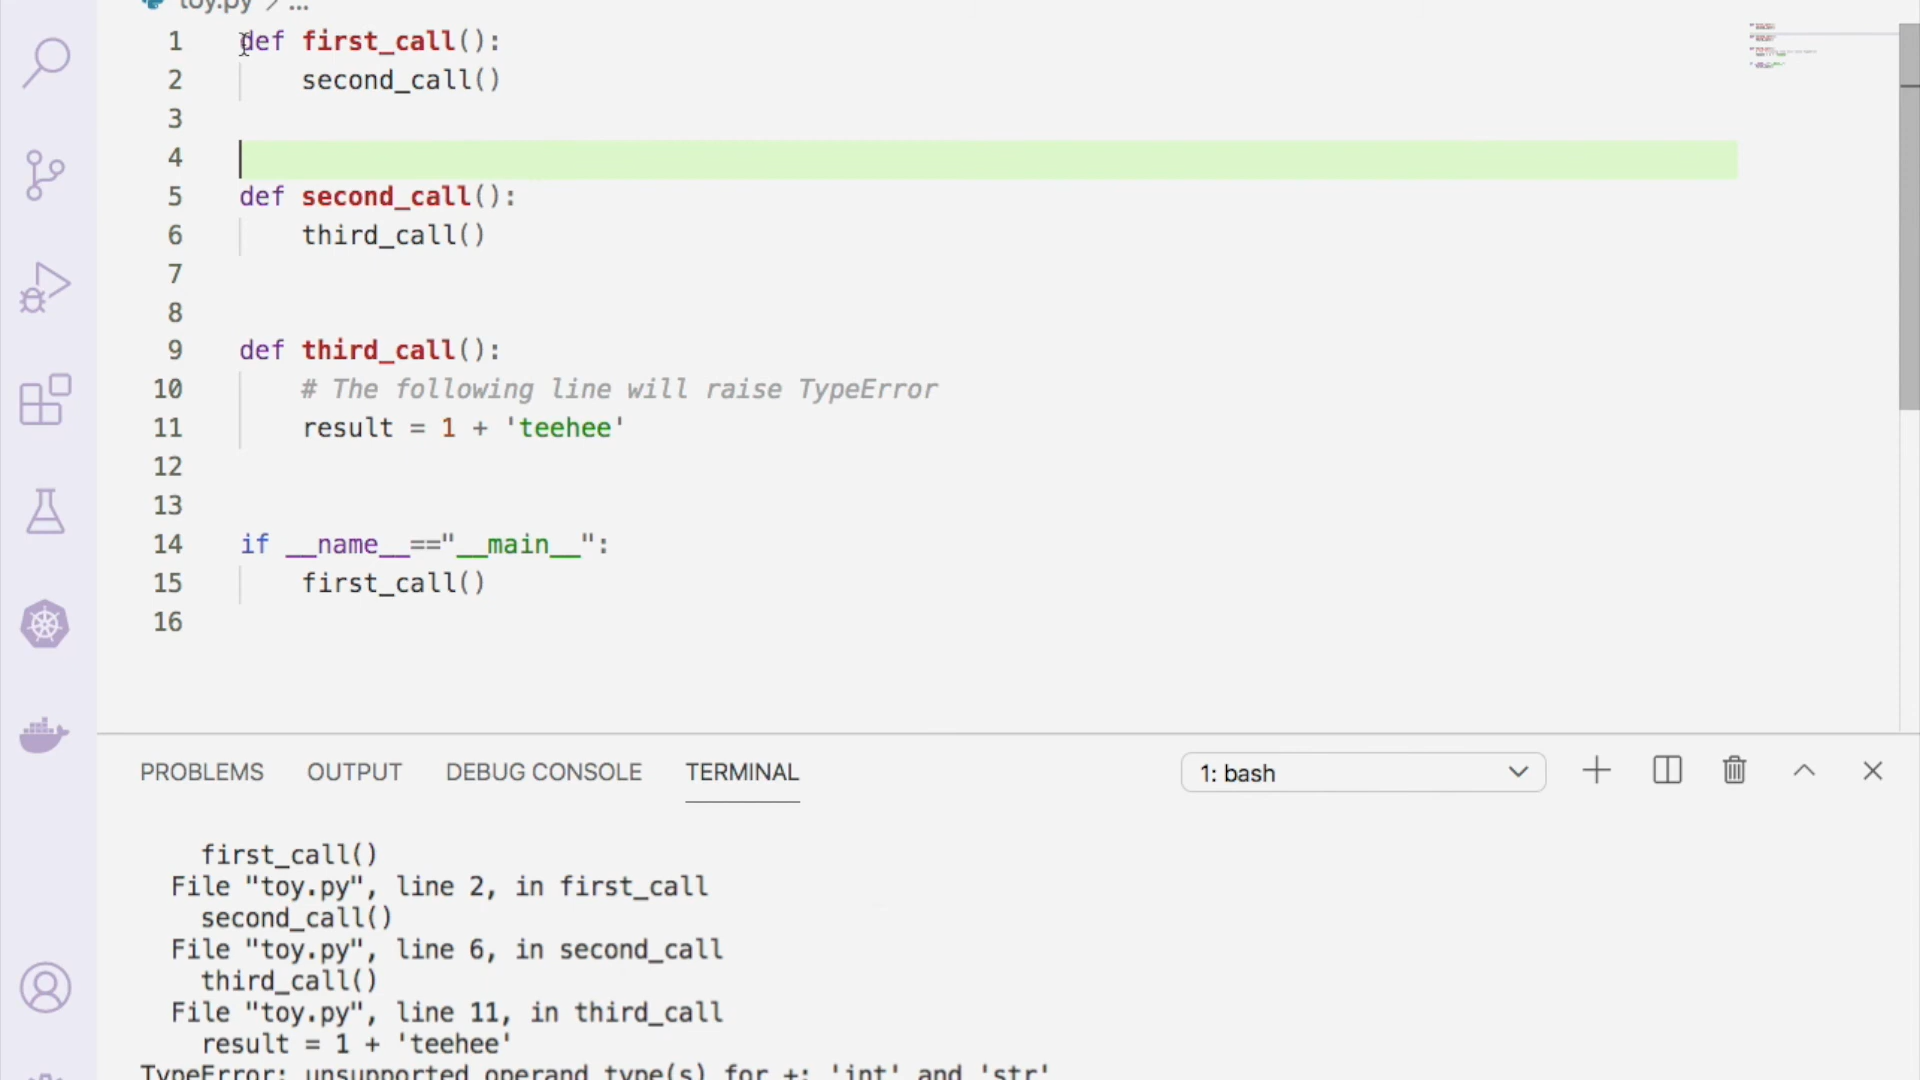 toy.py > ...
1 def first_call():
2     second_call()
3
4
5 def second_call():
6     third_call()
7
8
9 def third_call():
10     # The following line will raise TypeError
11     result = 1 + 'teehee'
12
13
14 if __name__=="__main__":
15     first_call()
16
PROBLEMS OUTPUT DEBUG CONSOLE TERMINAL 1: bash
    first_call()
  File "toy.py", line 2, in first_call
    second_call()
  File "toy.py", line 6, in second_call
    third_call()
  File "toy.py", line 11, in third_call
    result = 1 + 'teehee'
TypeError: unsupported operand type(s) for +: 'int' and 'str'